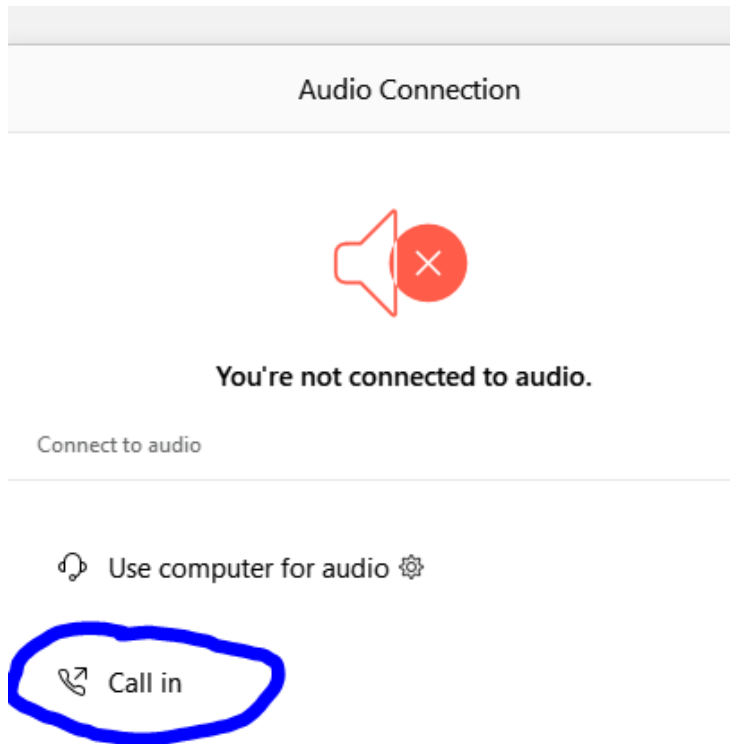 Audio Connection
You're not connected to audio.
Connect to audio
Use computer for audio
Call in